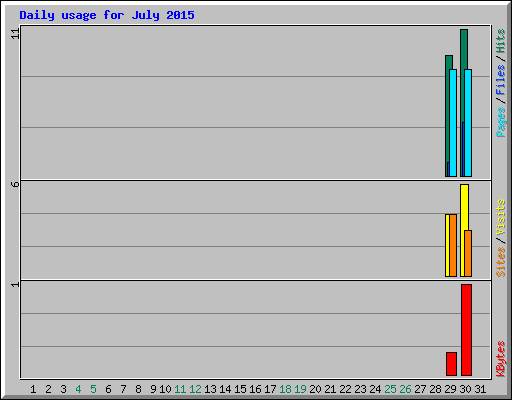 Daily usage for July 2015
11
Pages / Files / Hits
6
Sites / Visits
1
KBytes
1 2 3 4 5 6 7 8 9 10 11 12 13 14 15 16 17 18 19 20 21 22 23 24 25 26 27 28 29 30 31